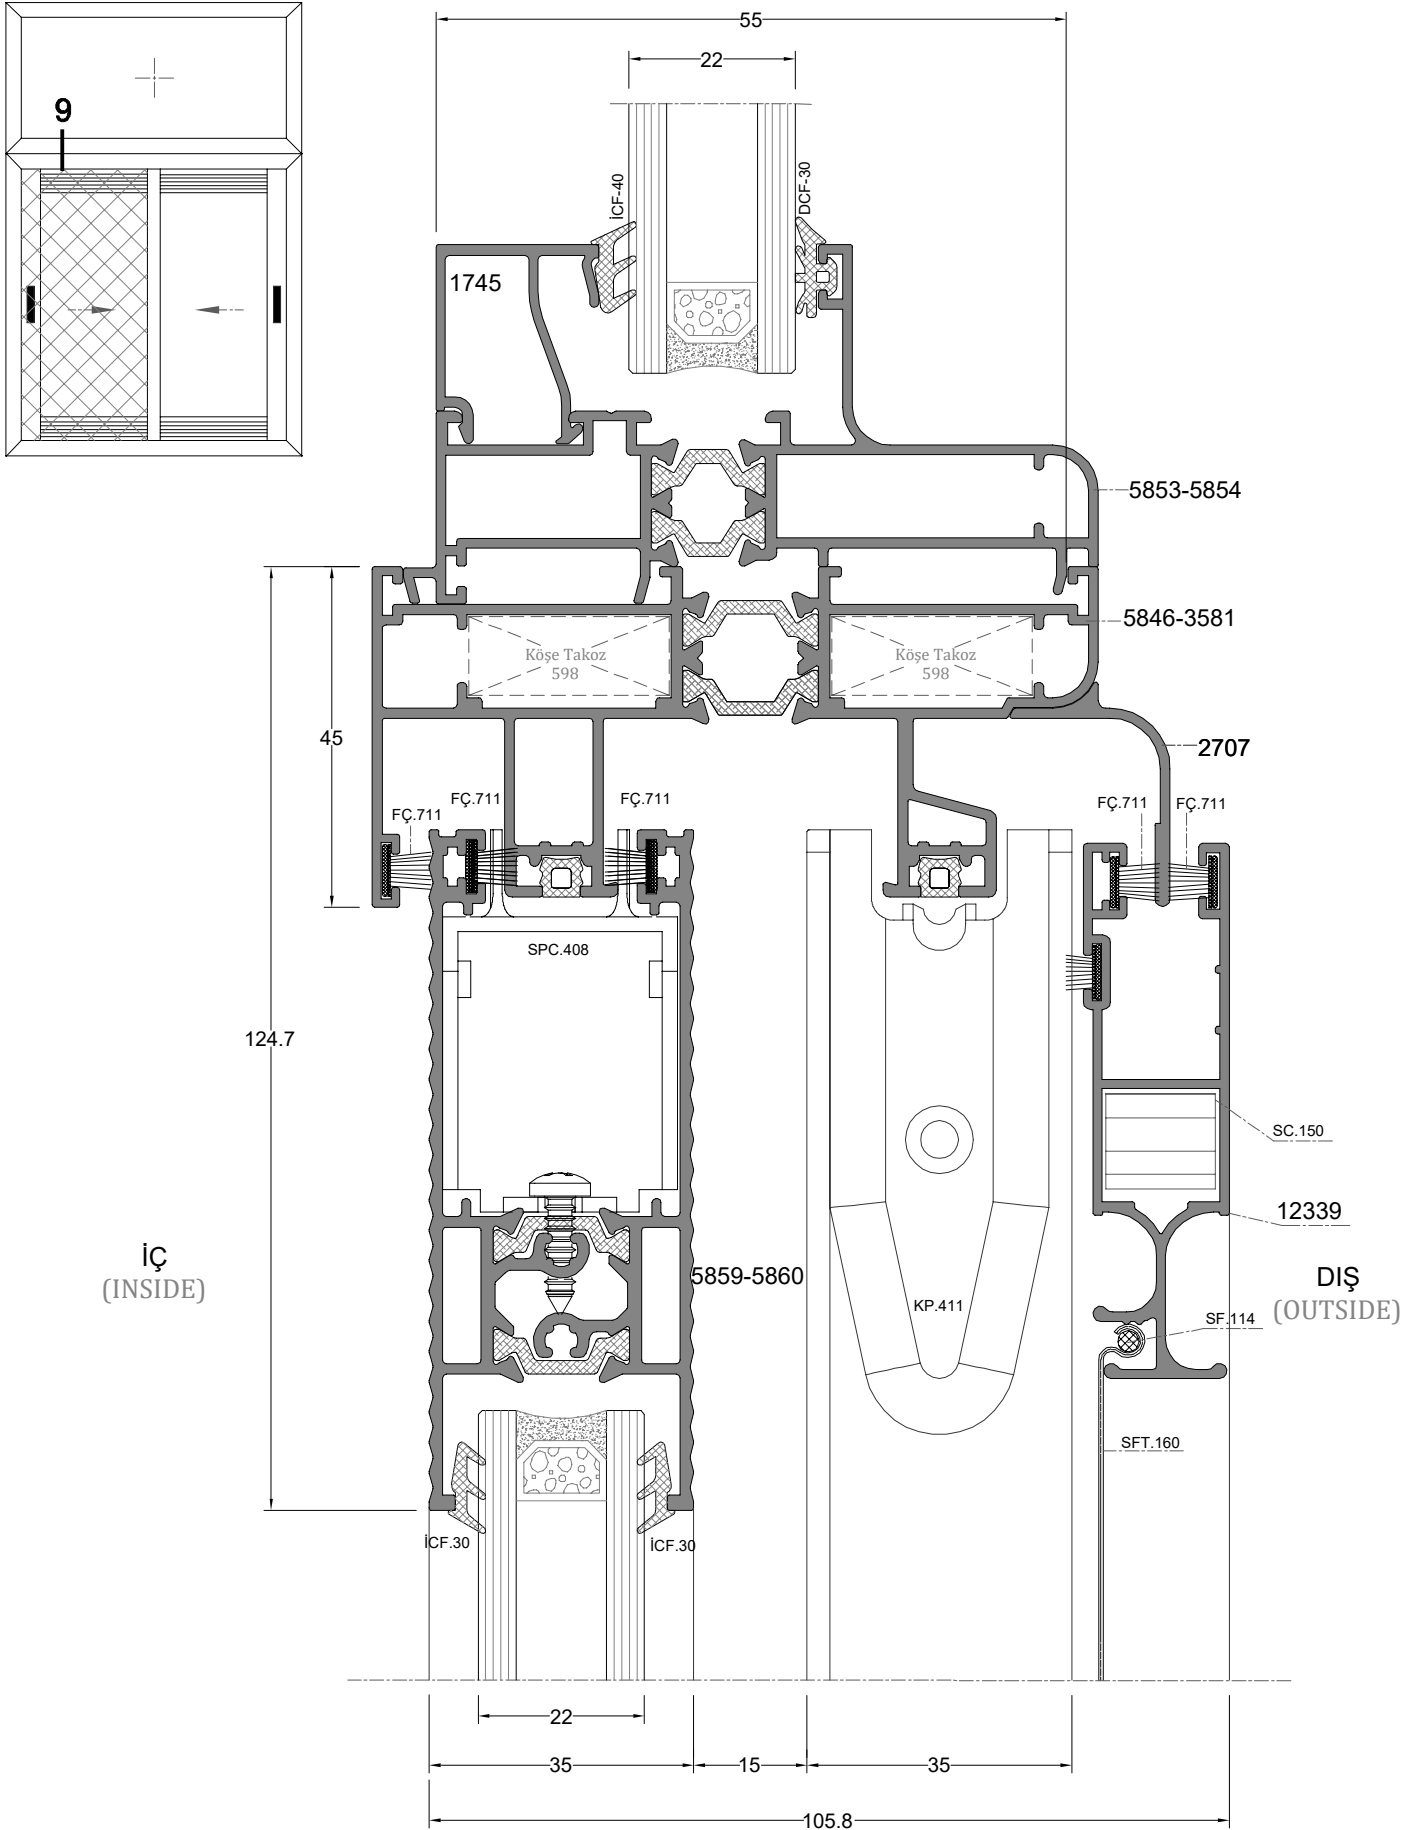 55
22
9
İCF-40
DCF-30
1745
5853-5854
5846-3581
Köşe Takoz
598
Köşe Takoz
598
45
2707
FÇ.711
FÇ.711
FÇ.711
FÇ.711
FÇ.711
SPC.408
124.7
SC.150
12339
İÇ
(INSIDE)
5859-5860
KP.411
DIŞ
(OUTSIDE)
SF.114
SFT.160
İCF.30
İCF.30
22
35
15
35
105.8